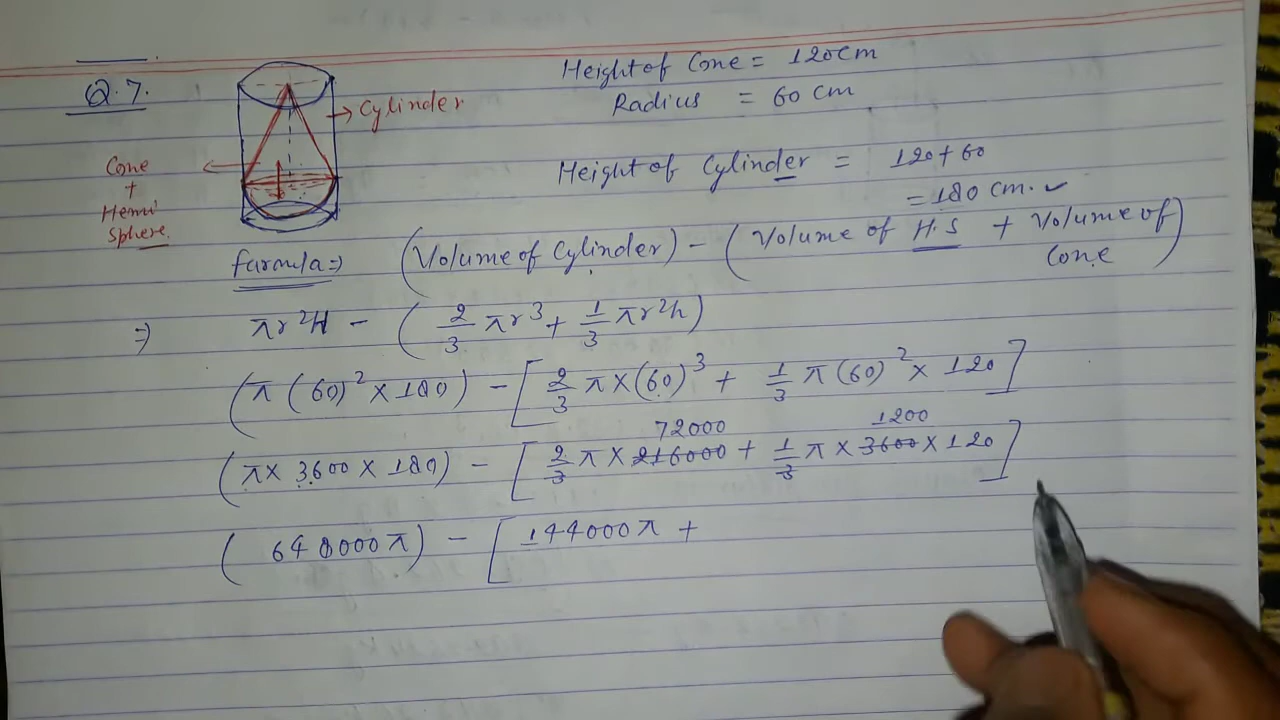 Q.7.
Cylinder
Cone
+
Hemi
sphere.
Height of Cone = 120cm
Radius = 60 cm
Height of Cylinder = 120+60
= 180 cm. ✓
farmula ⇒ (Volume of Cylinder) - (Volume of H.S + Volume of Cone)
⇒ πr²H - (2/3 πr³ + 1/3 πr²h)
(π(60)² × 180) - [2/3 π×(60)³ + 1/3 π(60)² × 120]
72000 1200
(π× 3600 × 180) - [2/3 π × 216000 + 1/3 π × 3600 × 120]
(648000π) - [144000π +